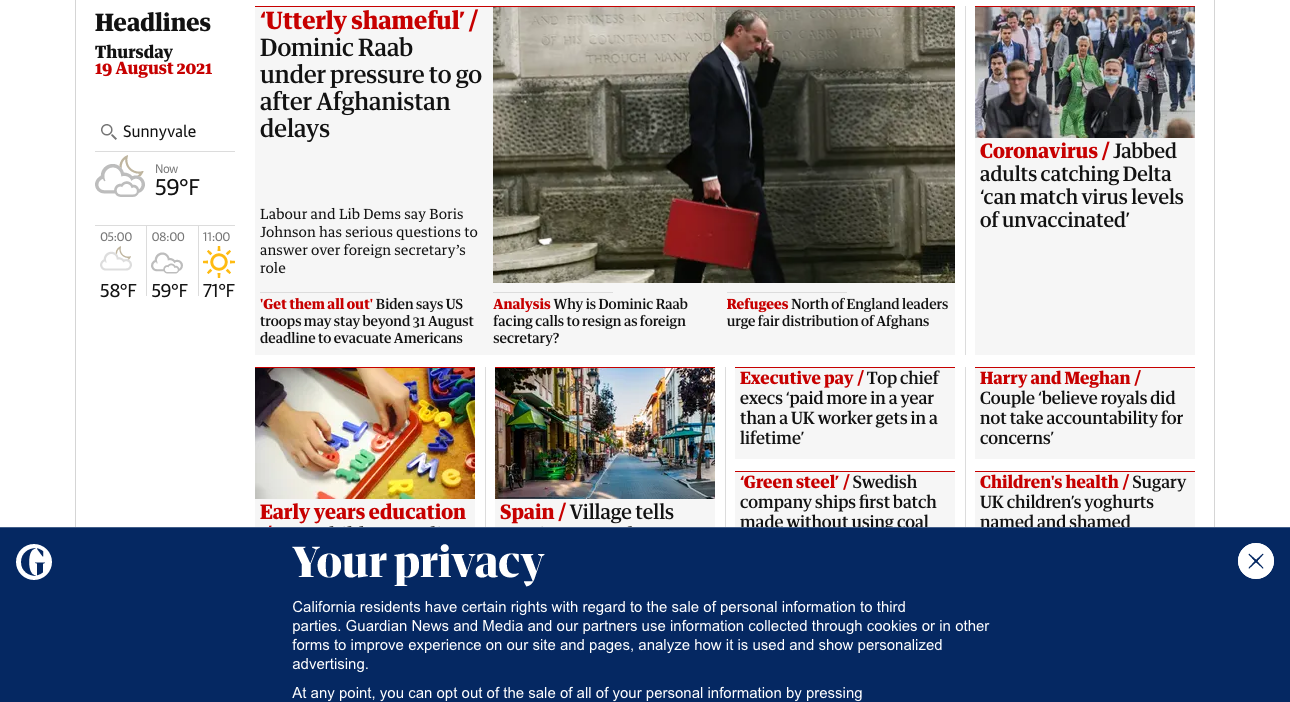 Headlines
Thursday
19 August 2021
Sunnyvale
Now
59°F
05:00
08:00
11:00
58°F
59°F
71°F
‘Utterly shameful’ /
Dominic Raab
under pressure to go
after Afghanistan
delays
Labour and Lib Dems say Boris
Johnson has serious questions to
answer over foreign secretary’s
role
'Get them all out' Biden says US
troops may stay beyond 31 August
deadline to evacuate Americans
Analysis Why is Dominic Raab
facing calls to resign as foreign
secretary?
Refugees North of England leaders
urge fair distribution of Afghans
Coronavirus / Jabbed
adults catching Delta
‘can match virus levels
of unvaccinated’
Early years education
Spain / Village tells
Executive pay / Top chief
execs ‘paid more in a year
than a UK worker gets in a
lifetime’
‘Green steel’ / Swedish
company ships first batch
made without using coal
Harry and Meghan /
Couple ‘believe royals did
not take accountability for
concerns’
Children's health / Sugary
UK children’s yoghurts
named and shamed
Your privacy
California residents have certain rights with regard to the sale of personal information to third
parties. Guardian News and Media and our partners use information collected through cookies or in other
forms to improve experience on our site and pages, analyze how it is used and show personalized
advertising.
At any point, you can opt out of the sale of all of your personal information by pressing